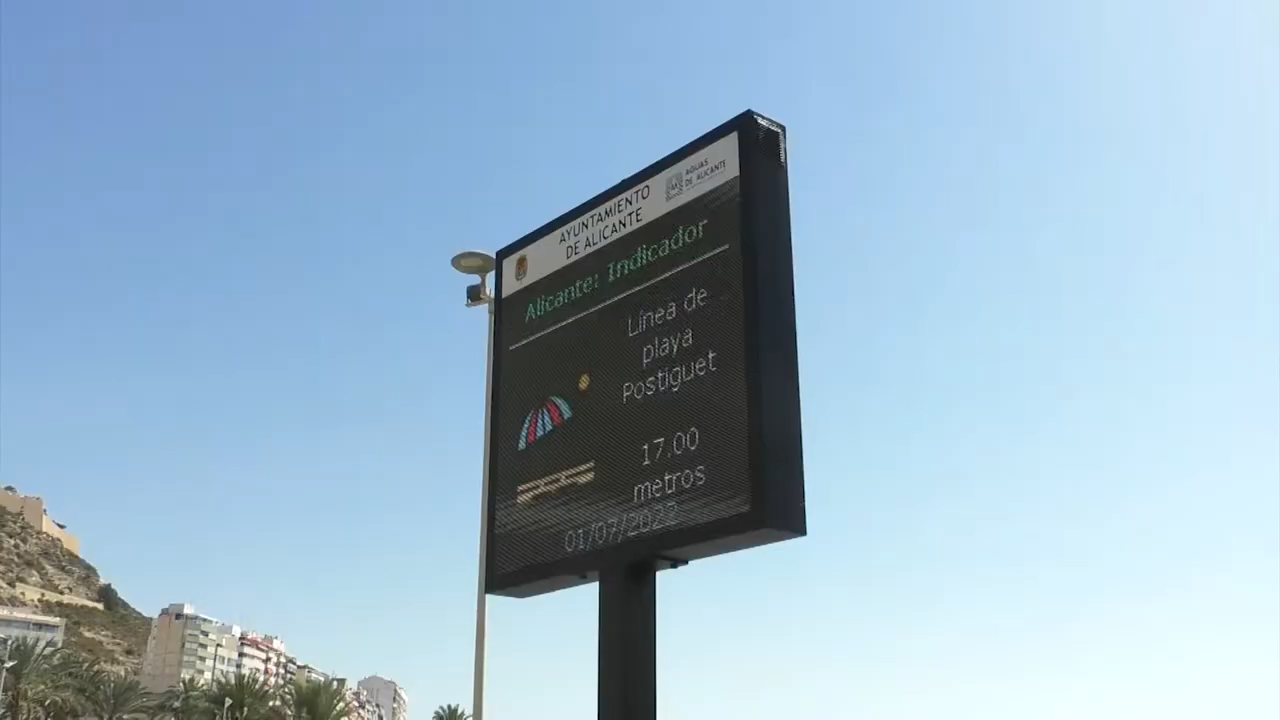 AYUNTAMIENTO
DE ALICANTE
AGUAS
DE ALICANTE
Alicante: Indicador
Línea de
playa
Postiguet
17.00
metros
01/07/2022